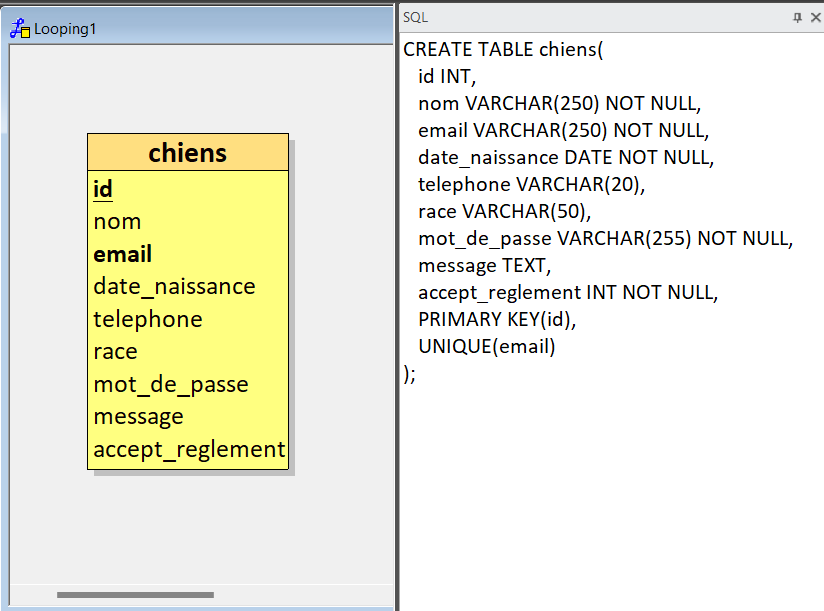 Looping1
chiens
id
nom
email
date_naissance
telephone
race
mot_de_passe
message
accept_reglement
SQL
CREATE TABLE chiens(
id INT,
nom VARCHAR(250) NOT NULL,
email VARCHAR(250) NOT NULL,
date_naissance DATE NOT NULL,
telephone VARCHAR(20),
race VARCHAR(50),
mot_de_passe VARCHAR(255) NOT NULL,
message TEXT,
accept_reglement INT NOT NULL,
PRIMARY KEY(id),
UNIQUE(email)
);